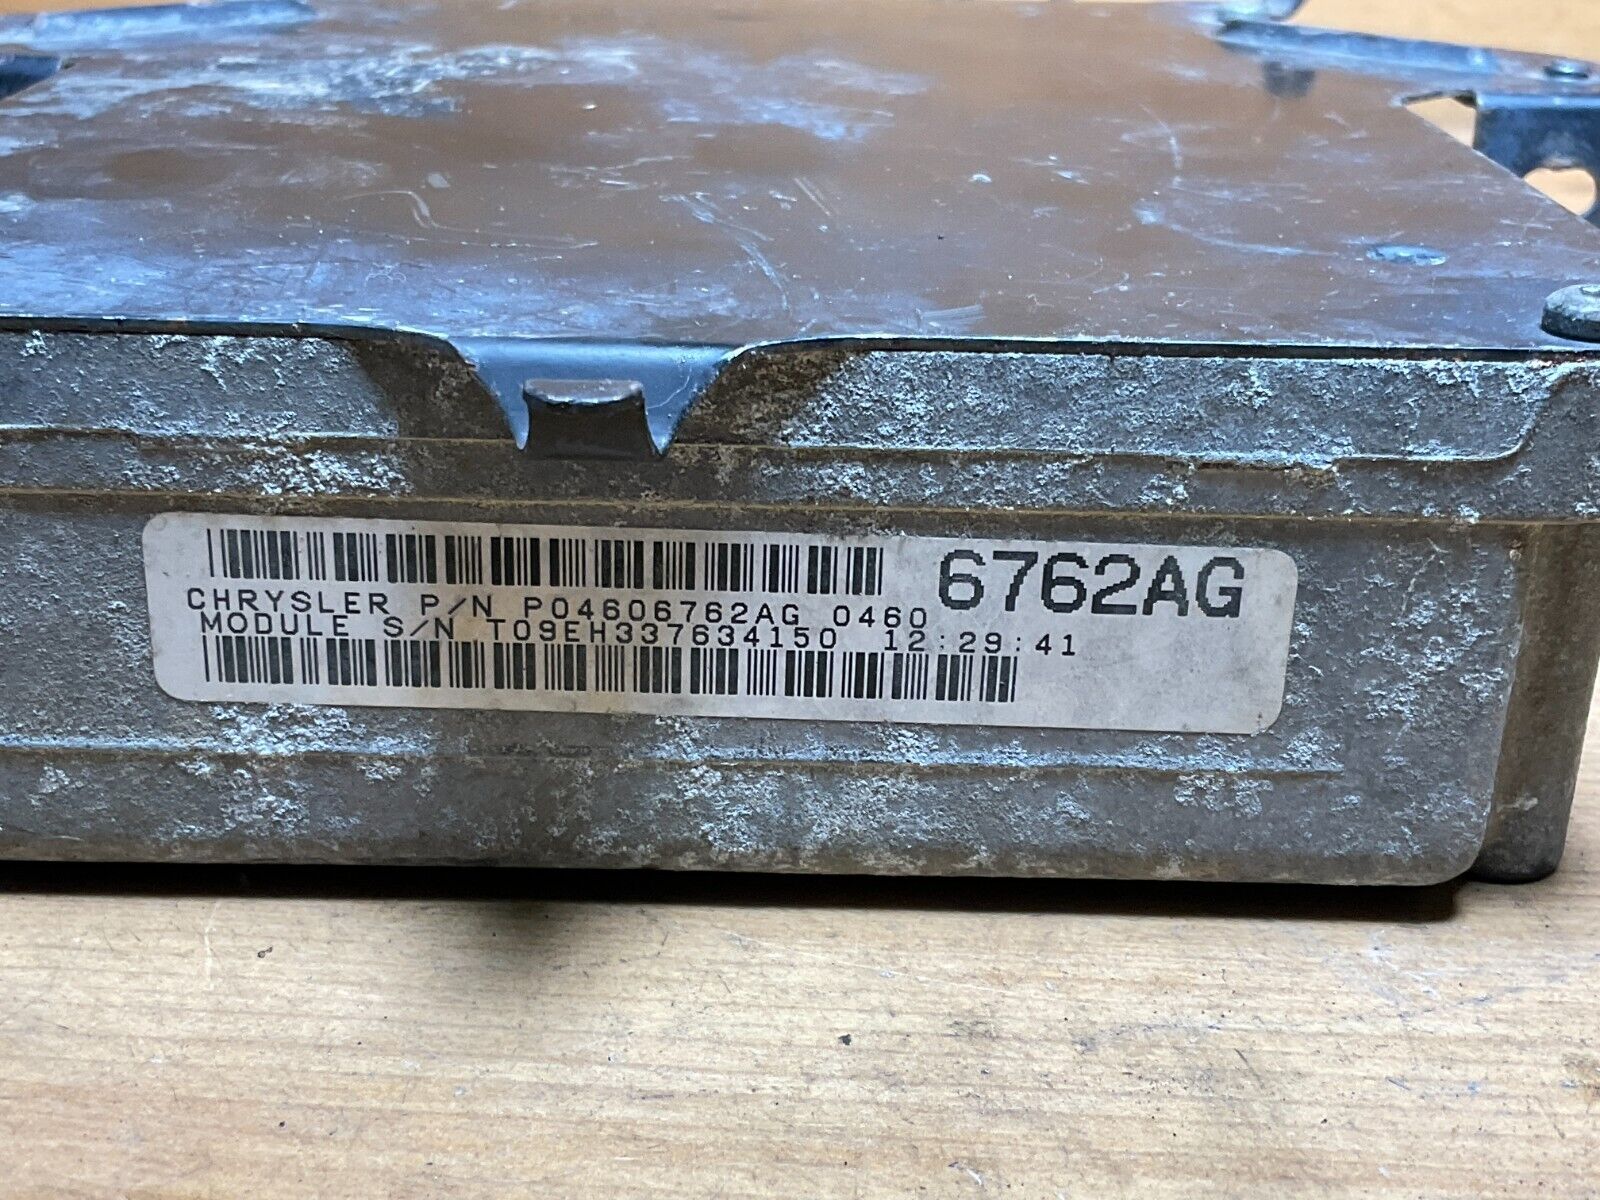 6762AG
CHRYSLER P/N P04606762AG 0460
MODULE S/N T09EH337634150 12:29:41